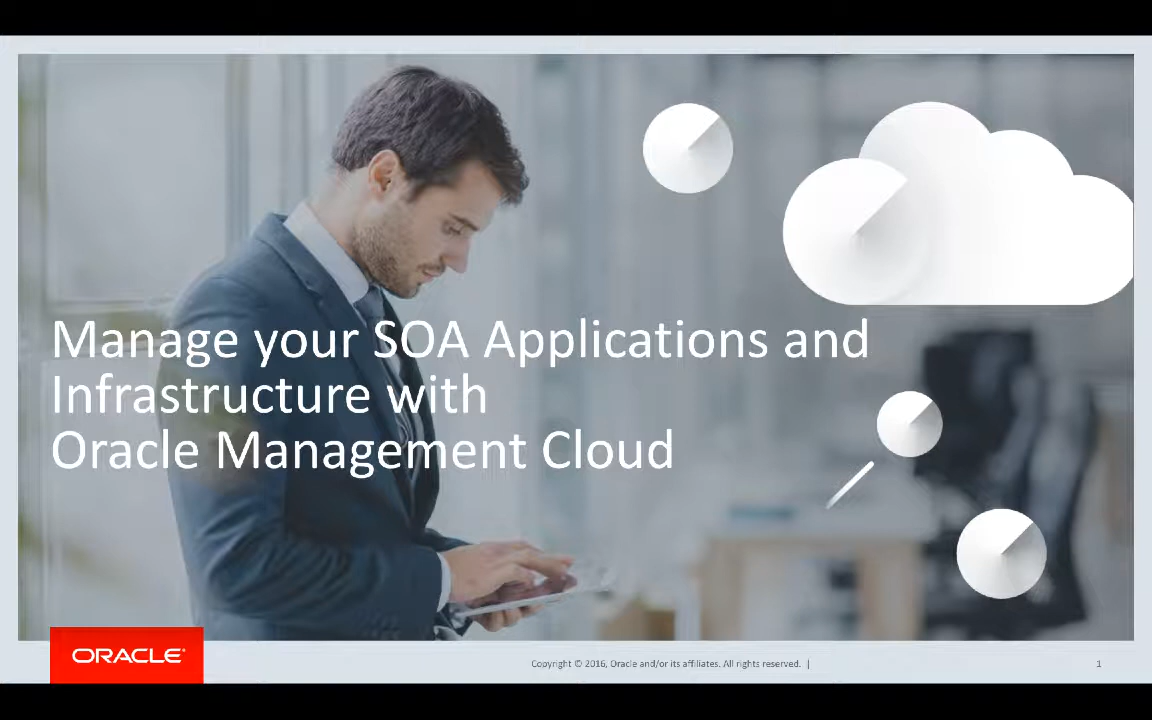 Manage your SOA Applications and
Infrastructure with
Oracle Management Cloud
ORACLE®
Copyright © 2016, Oracle and/or its affiliates. All rights reserved. |
1